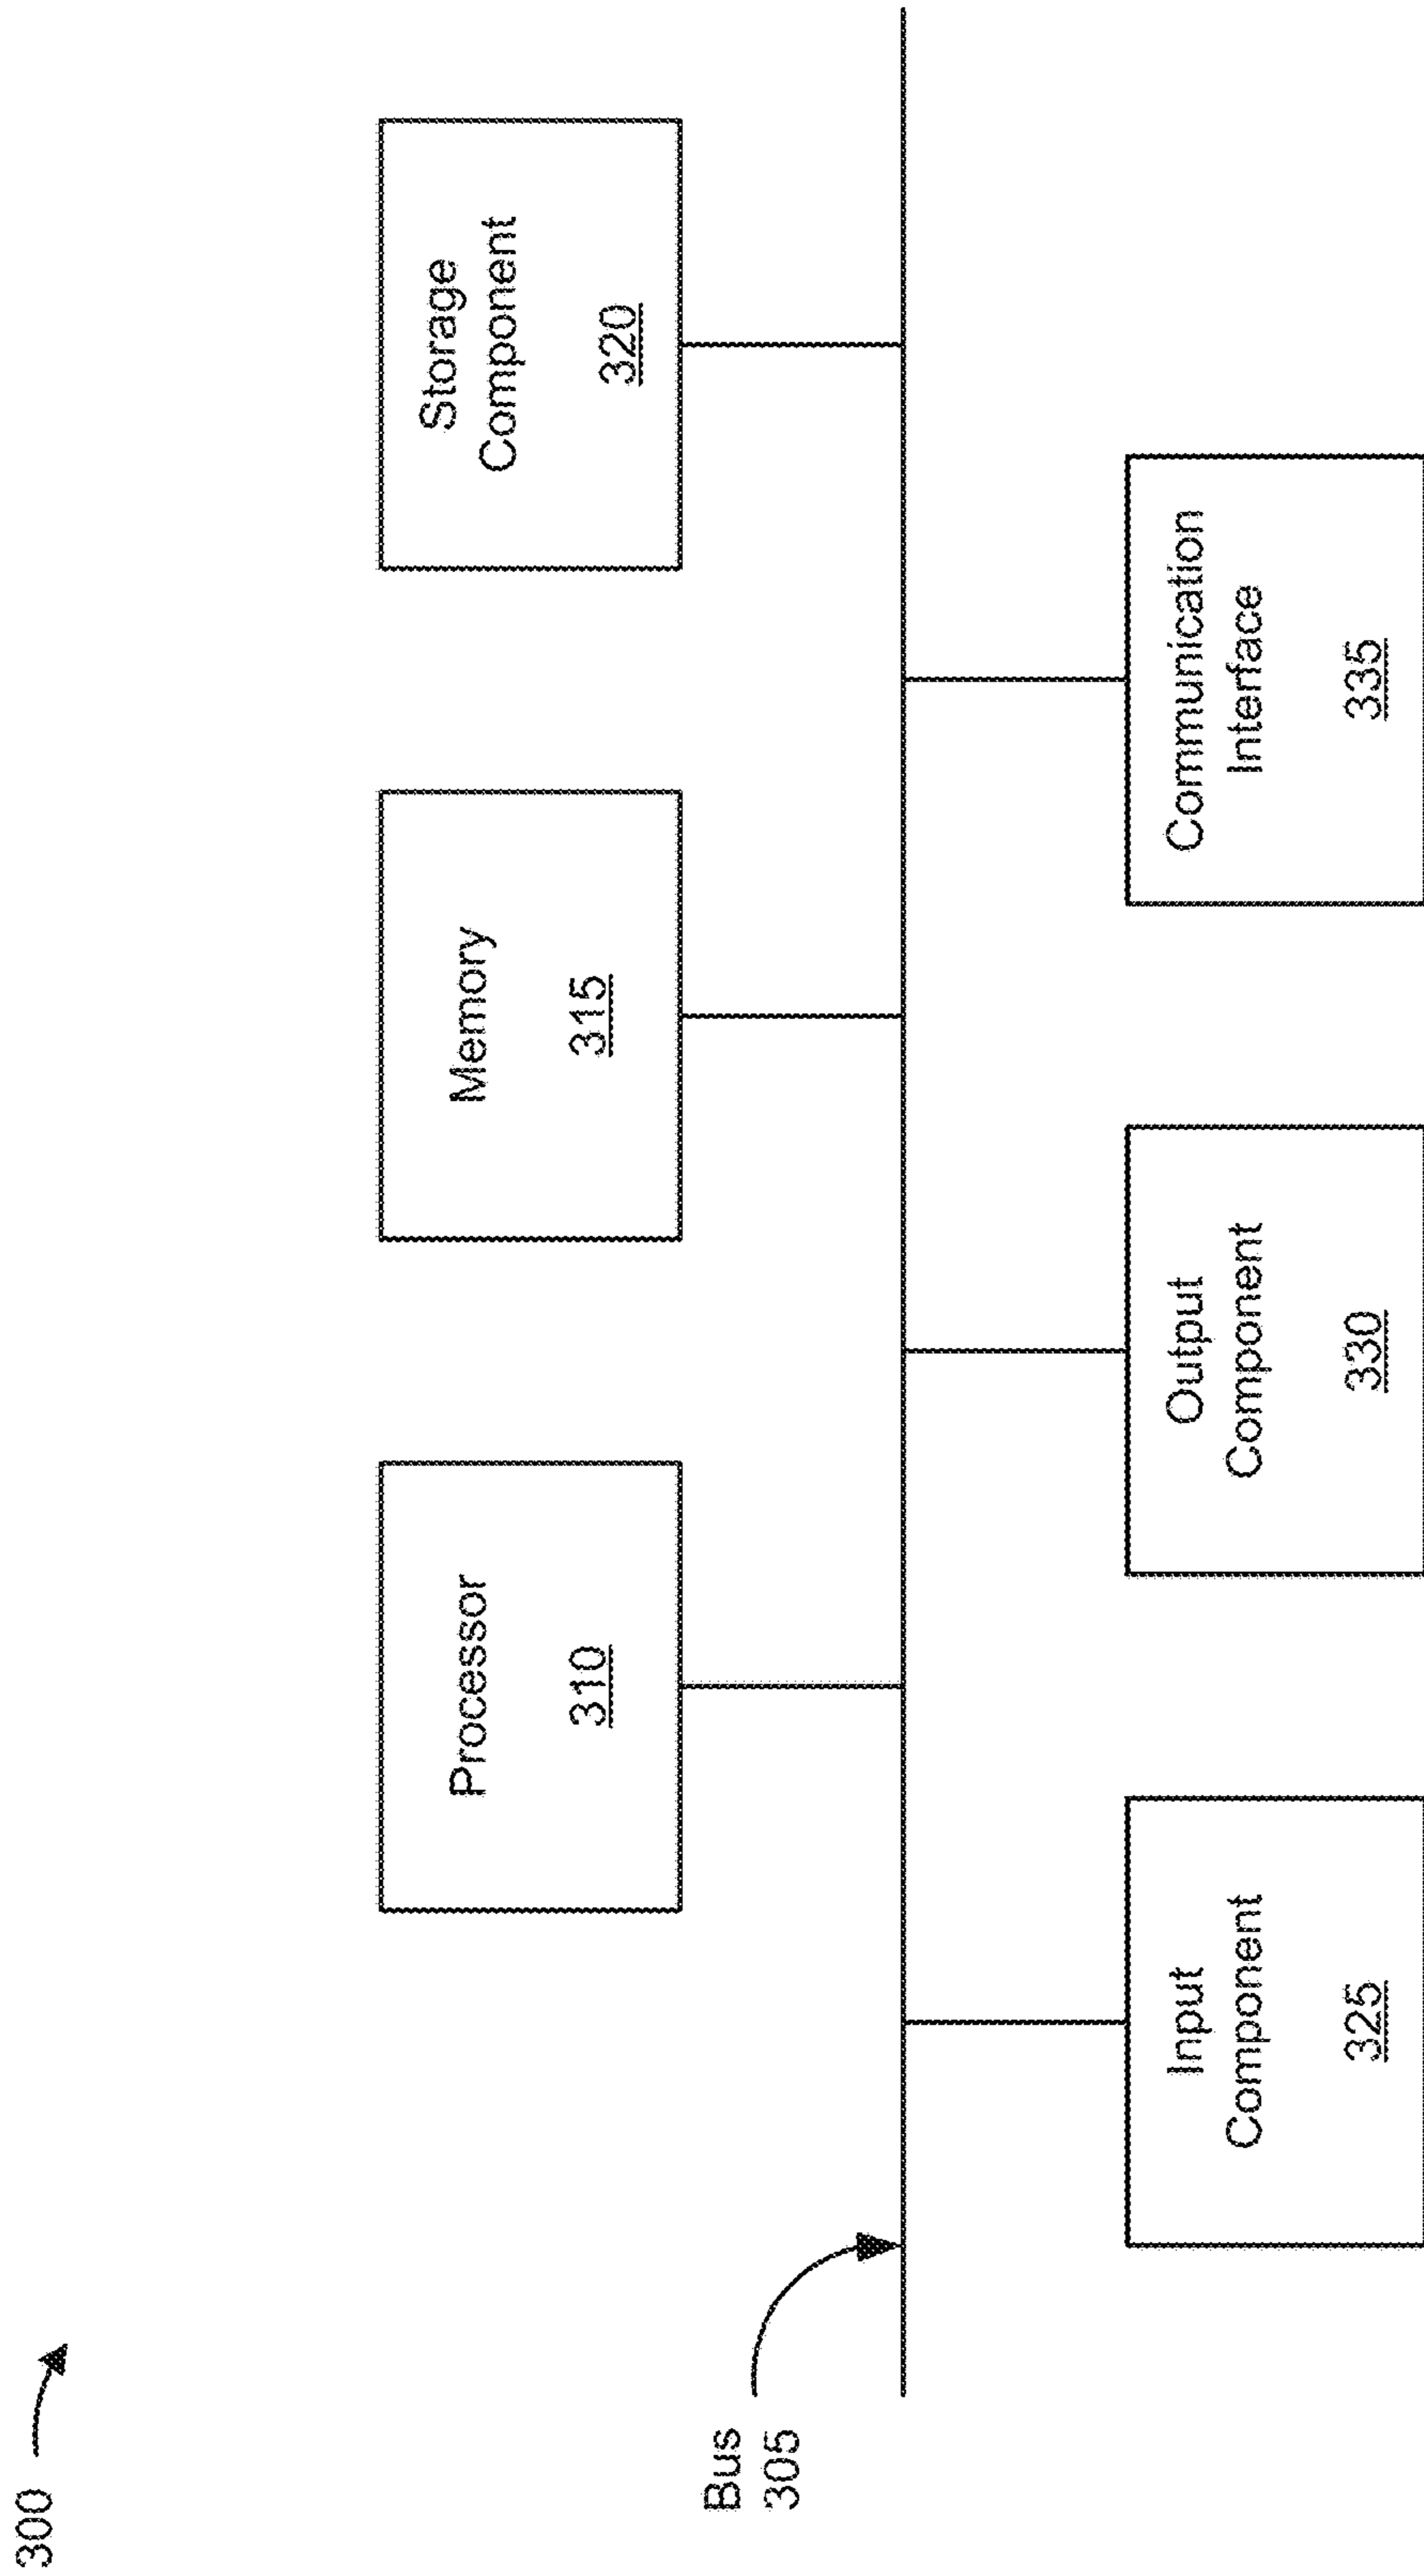 300
Processor
310
Memory
315
Storage
Component
320
Bus
305
Input
Component
325
Output
Component
330
Communication
Interface
335